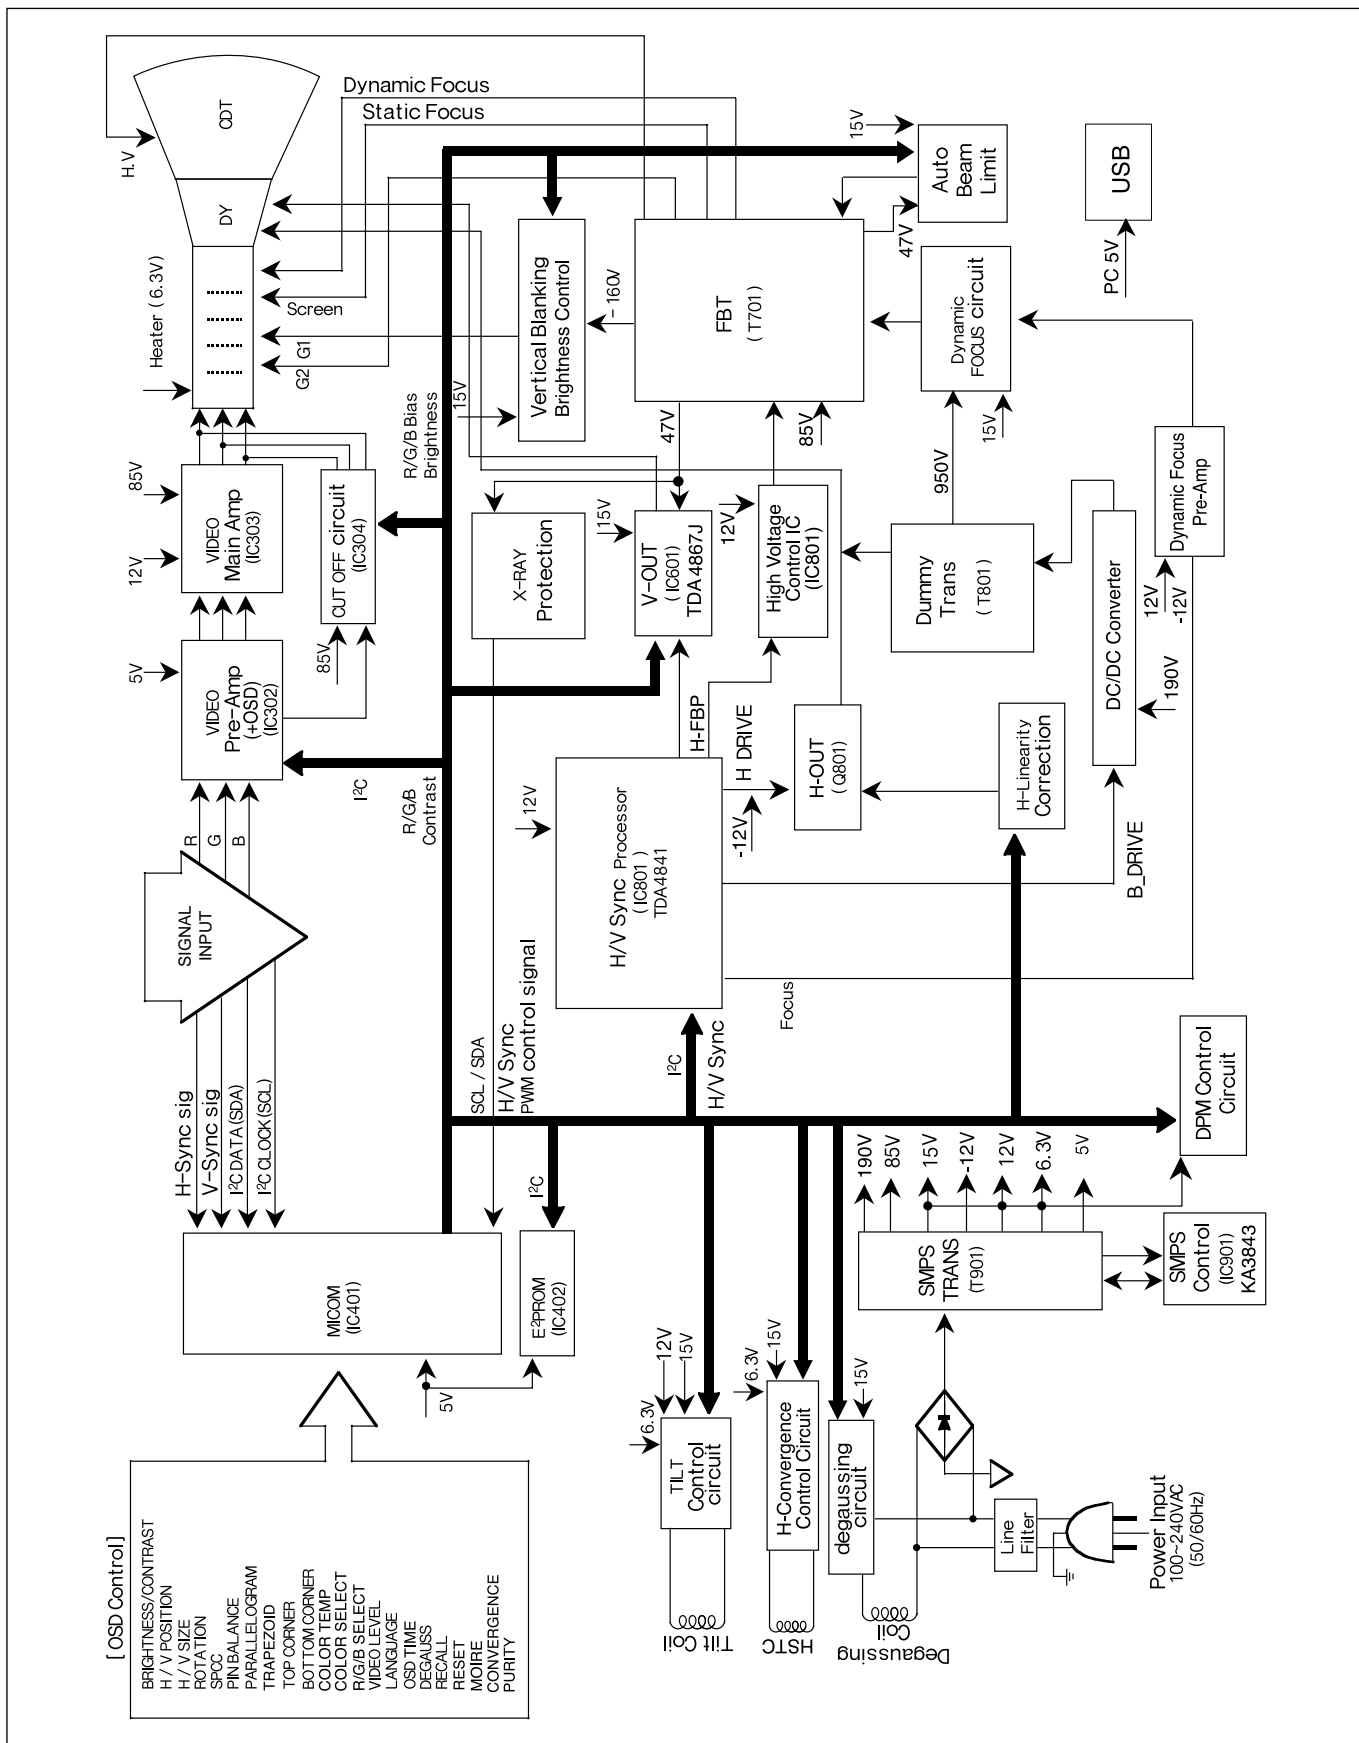 [ OSD Control ]
BRIGHTNESS/CONTRAST
H / V POSITION
H / V SIZE
ROTATION
SPCC
PIN BALANCE
PARALLELOGRAM
TRAPEZOID
TOP CORNER
BOTTOM CORNER
COLOR TEMP
COLOR SELECT
R/G/B SELECT
VIDEO LEVEL
LANGUAGE
OSD TIME
DEGAUSS
RECALL
RESET
MOIRE
CONVERGENCE
PURITY
MICOM
(IC401)
5V
E²PROM
(IC402)
I²C
H-Sync sig
V-Sync sig
I²C DATA(SDA)
I²C CLOCK(SCL)
SIGNAL
INPUT
R
G
B
5V
VIDEO
Pre-Amp
(+OSD)
(IC302)
I²C
R/G/B
Contrast
12V
85V
VIDEO
Main Amp
(IC303)
85V
CUT OFF circuit
(IC304)
R/G/B Bias
Brightness
Heater ( 6.3V)
G2
G1
Screen
DY
CDT
H.V
Dynamic Focus
Static Focus
SCL / SDA
H/V Sync
PWM control signal
I²C
H/V Sync
12V
H/V Sync Processor
( IC801 )
TDA4841
Focus
H-FBP
H DRIVE
-12V
H-OUT
( Q801)
B_DRIVE
X-RAY
Protection
15V
V-OUT
( IC601)
TDA 4867J
47V
12V
High Voltage
Control IC
(IC801)
85V
15V
Vertical Blanking
Brightness Control
-160V
FBT
( T701)
15V
Auto
Beam
Limit
47V
Dynamic
FOCUS circuit
15V
950V
Dummy
Trans
( T801)
H-Linearity
Correction
DC/DC Converter
190V
Dynamic Focus
Pre-Amp
12V
-12V
PC 5V
USB
DPM Control
Circuit
190V
85V
15V
-12V
12V
6.3V
5V
SMPS
TRANS
(T901)
SMPS
Control
(IC901)
KA3843
6.3V
12V
15V
TILT
Control
circuit
Tilt Coil
6.3V
15V
H-Convergence
Control Circuit
HSTC
15V
degaussing
circuit
Degaussing
Coil
Line
Filter
Power Input
100~240VAC
(50/60Hz)